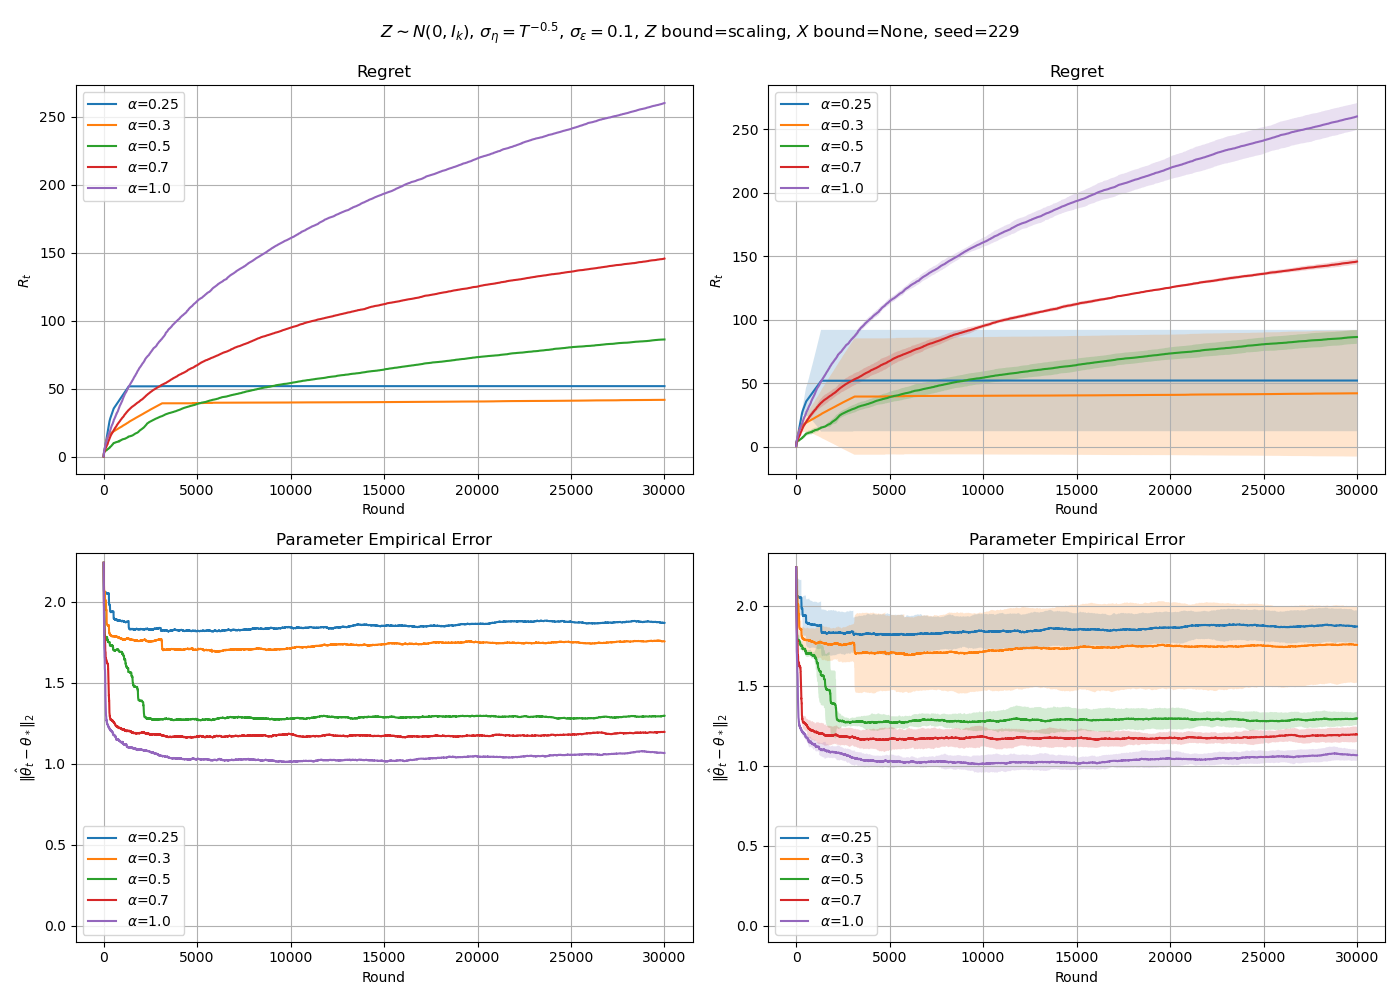 Z ∼ N(0, I_k), σ_η = T^{−0.5}, σ_ε = 0.1, Z bound=scaling, X bound=None, seed=229
Regret
R_t
250
200
150
100
50
0
α=0.25
α=0.3
α=0.5
α=0.7
α=1.0
0 5000 10000 15000 20000 25000 30000
Round
Regret
R_t
250
200
150
100
50
0
α=0.25
α=0.3
α=0.5
α=0.7
α=1.0
0 5000 10000 15000 20000 25000 30000
Round
Parameter Empirical Error
‖θ̂_t − θ_*‖_2
2.0
1.5
1.0
0.5
0.0
α=0.25
α=0.3
α=0.5
α=0.7
α=1.0
0 5000 10000 15000 20000 25000 30000
Round
Parameter Empirical Error
‖θ̂_t − θ_*‖_2
2.0
1.5
1.0
0.5
0.0
α=0.25
α=0.3
α=0.5
α=0.7
α=1.0
0 5000 10000 15000 20000 25000 30000
Round